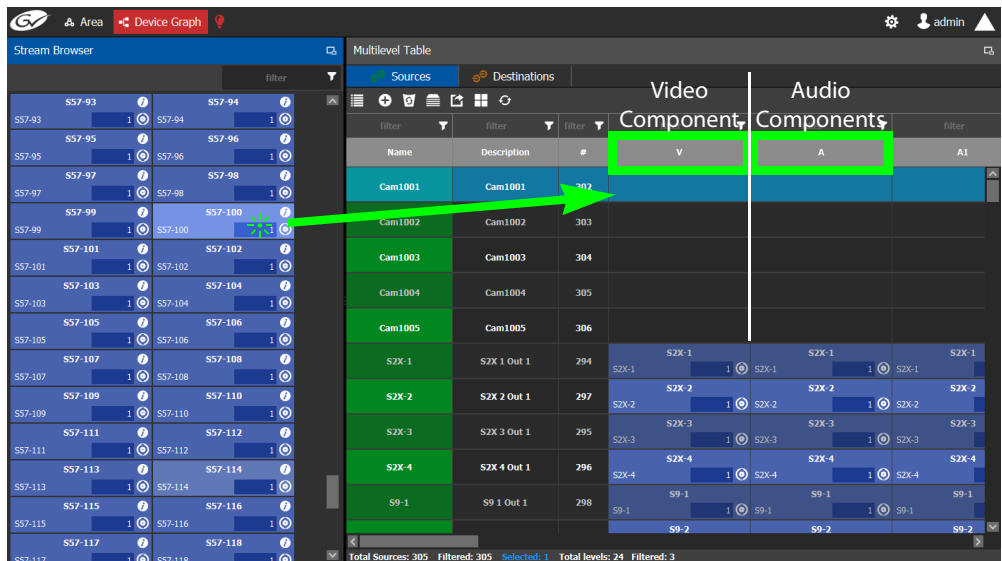 GV Area Device Graph admin
Stream Browser
filter
S57-93 S57-94
S57-93 1 S57-94 1
S57-95 S57-96
S57-95 1 S57-96 1
S57-97 S57-98
S57-97 1 S57-98 1
S57-99 S57-100
S57-99 1 S57-100 1
S57-101 S57-102
S57-101 1 S57-102 1
S57-103 S57-104
S57-103 1 S57-104 1
S57-105 S57-106
S57-105 1 S57-106 1
S57-107 S57-108
S57-107 1 S57-108 1
S57-109 S57-110
S57-109 1 S57-110 1
S57-111 S57-112
S57-111 1 S57-112 1
S57-113 S57-114
S57-113 1 S57-114 1
S57-115 S57-116
S57-115 1 S57-116 1
S57-117 S57-118
S57-117 1 S57-118 1
Multilevel Table
Sources Destinations
Video Component
Audio Components
filter filter filter filter
Name Description # V A A1
Cam1001 Cam1001 302
Cam1002 Cam1002 303
Cam1003 Cam1003 304
Cam1004 Cam1004 305
Cam1005 Cam1005 306
S2X-1 S2X 1 Out 1 294 S2X-1 S2X-1 S2X-1
S2X-1 1 S2X-1 1 S2X-1
S2X-2 S2X 2 Out 1 297 S2X-2 S2X-2 S2X-2
S2X-2 1 S2X-2 1 S2X-2
S2X-3 S2X 3 Out 1 295 S2X-3 S2X-3 S2X-3
S2X-3 1 S2X-3 1 S2X-3
S2X-4 S2X 4 Out 1 296 S2X-4 S2X-4 S2X-4
S2X-4 1 S2X-4 1 S2X-4
S9-1 S9 1 Out 1 298 S9-1 S9-1 S9-1
S9-1 1 S9-1 1 S9-1
S9-2 S9-2 S9-2
Total Sources: 305 Filtered: 305 Selected: 1 Total levels: 24 Filtered: 3